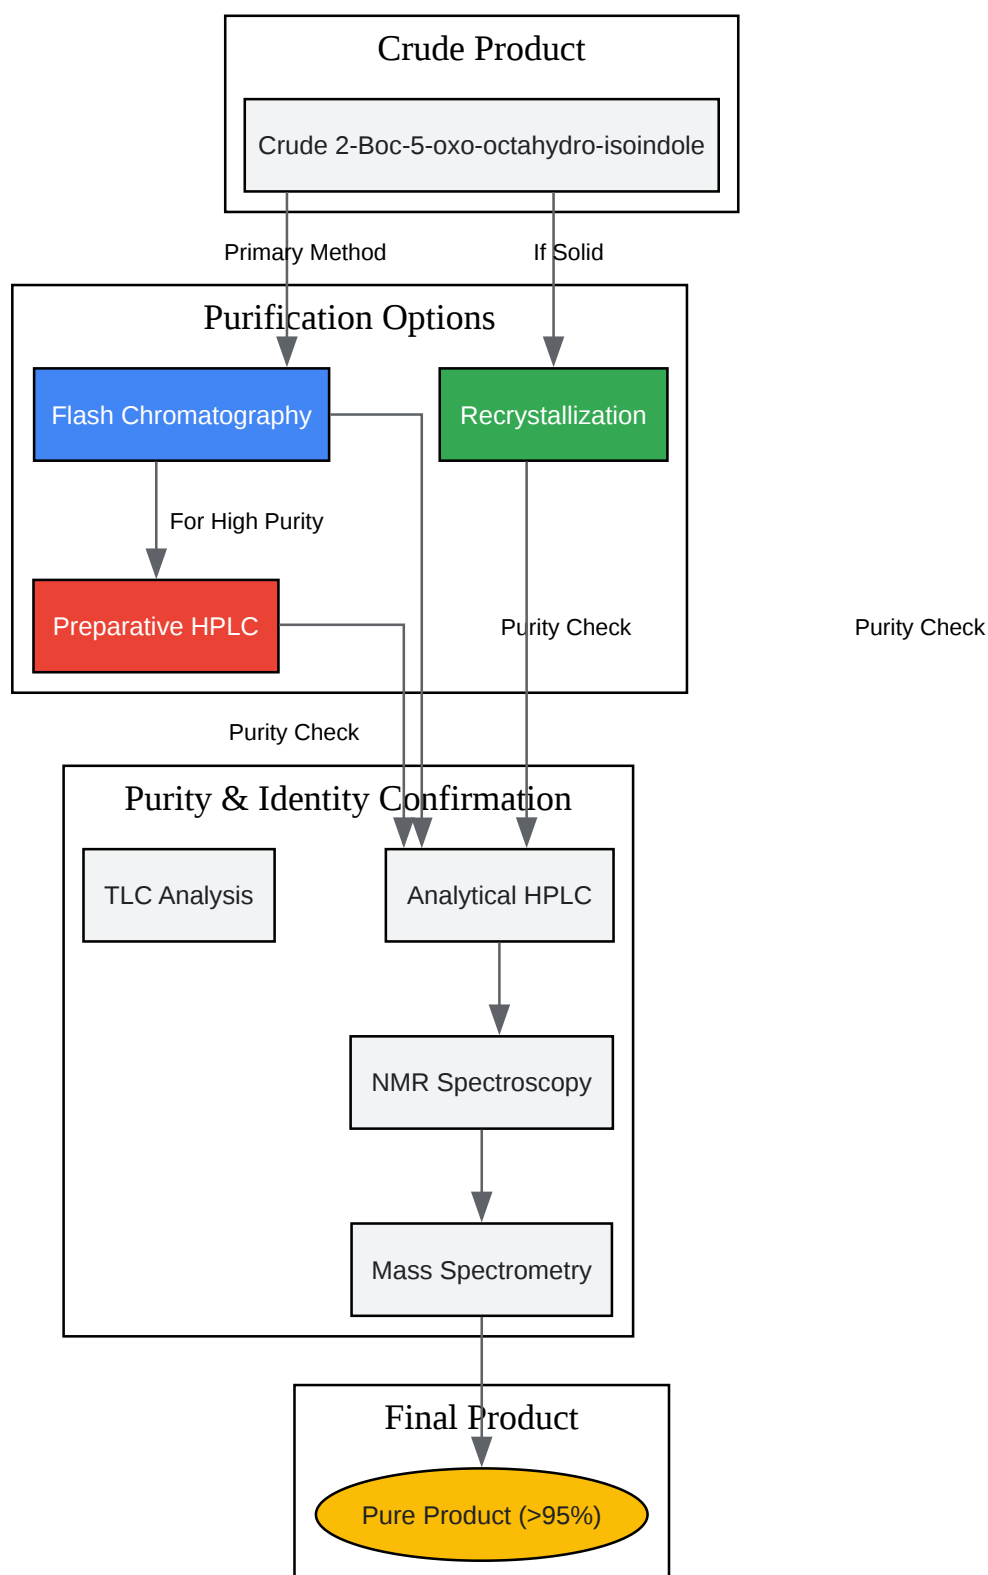 Crude Product
Crude 2-Boc-5-oxo-octahydro-isoindole
Primary Method
If Solid
Purification Options
Flash Chromatography
Recrystallization
For High Purity
Preparative HPLC
Purity Check
Purity Check
Purity Check
Purity & Identity Confirmation
TLC Analysis
Analytical HPLC
NMR Spectroscopy
Mass Spectrometry
Final Product
Pure Product (>95%)